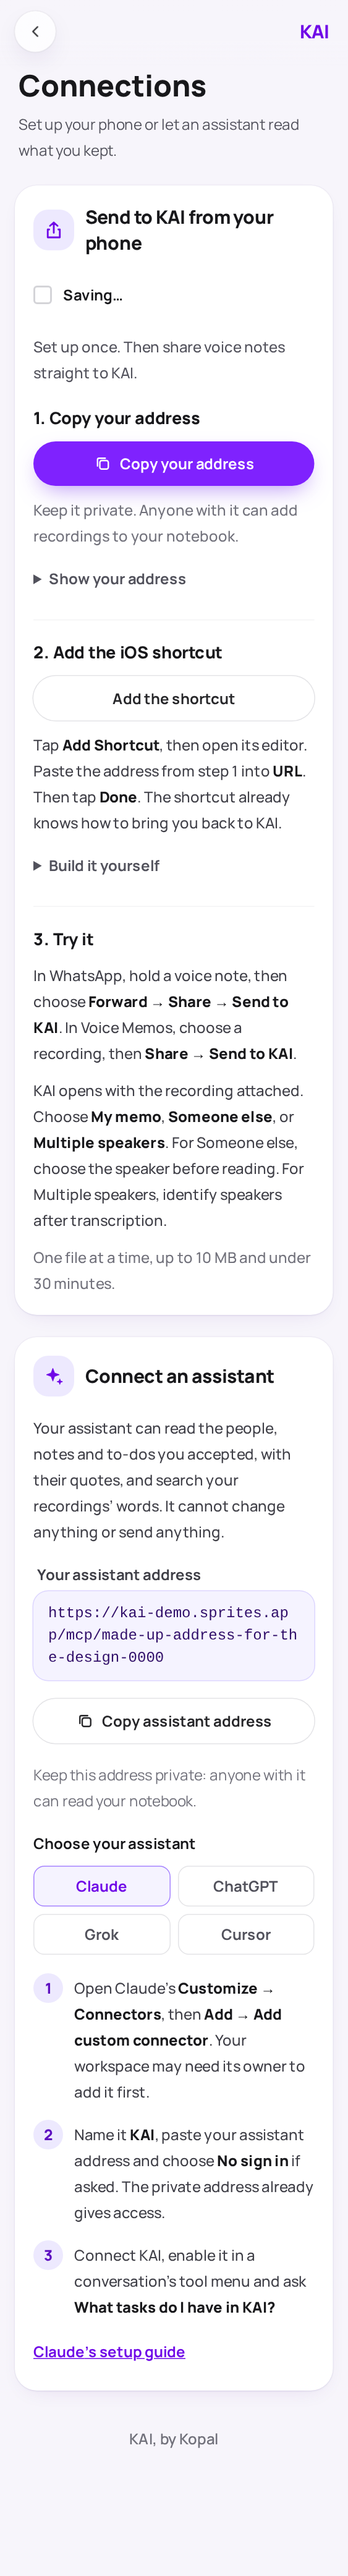 KAI
Connections
Set up your phone or let an assistant read
what you kept.
Send to KAI from your
phone
Saving…
Set up once. Then share voice notes
straight to KAI.
1. Copy your address
Copy your address
Keep it private. Anyone with it can add
recordings to your notebook.
Show your address
2. Add the iOS shortcut
Add the shortcut
Tap Add Shortcut, then open its editor.
Paste the address from step 1 into URL.
Then tap Done. The shortcut already
knows how to bring you back to KAI.
Build it yourself
3. Try it
In WhatsApp, hold a voice note, then
choose Forward → Share → Send to
KAI. In Voice Memos, choose a
recording, then Share → Send to KAI.
KAI opens with the recording attached.
Choose My memo, Someone else, or
Multiple speakers. For Someone else,
choose the speaker before reading. For
Multiple speakers, identify speakers
after transcription.
One file at a time, up to 10 MB and under
30 minutes.
Connect an assistant
Your assistant can read the people,
notes and to-dos you accepted, with
their quotes, and search your
recordings’ words. It cannot change
anything or send anything.
Your assistant address
https://kai-demo.sprites.ap
p/mcp/made-up-address-for-th
e-design-0000
Copy assistant address
Keep this address private: anyone with it
can read your notebook.
Choose your assistant
Claude
ChatGPT
Grok
Cursor
1 Open Claude’s Customize →
Connectors, then Add → Add
custom connector. Your
workspace may need its owner to
add it first.
2 Name it KAI, paste your assistant
address and choose No sign in if
asked. The private address already
gives access.
3 Connect KAI, enable it in a
conversation’s tool menu and ask
What tasks do I have in KAI?
Claude’s setup guide
KAI, by Kopal